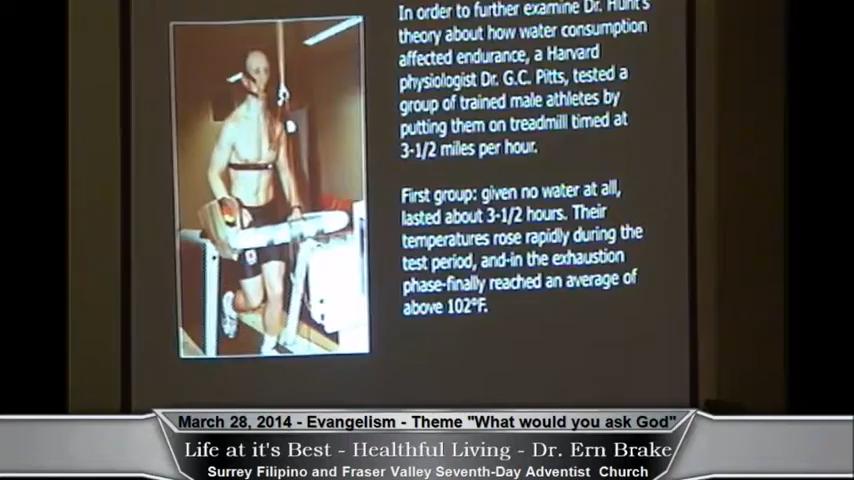 In order to further examine Dr. Hunt's
theory about how water consumption
affected endurance, a Harvard
physiologist Dr. G.C. Pitts, tested a
group of trained male athletes by
putting them on treadmill timed at
3-1/2 miles per hour.
First group: given no water at all,
lasted about 3-1/2 hours. Their
temperatures rose rapidly during the
test period, and-in the exhaustion
phase-finally reached an average of
above 102°F.
March 28, 2014 - Evangelism - Theme "What would you ask God"
Life at it's Best - Healthful Living - Dr. Ern Brake
Surrey Filipino and Fraser Valley Seventh-Day Adventist Church